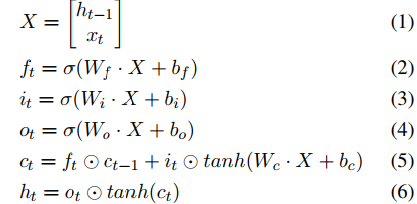 X = [h_{t−1} x_t] (1)
f_t = σ(W_f · X + b_f) (2)
i_t = σ(W_i · X + b_i) (3)
o_t = σ(W_o · X + b_o) (4)
c_t = f_t ⊙ c_{t−1} + i_t ⊙ tanh(W_c · X + b_c) (5)
h_t = o_t ⊙ tanh(c_t) (6)